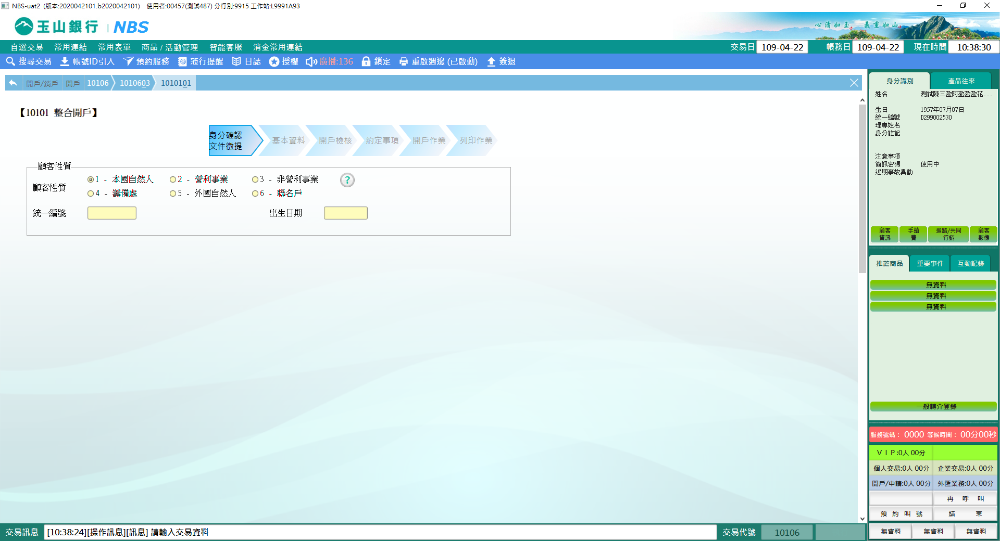 NBS-uat2 (版本:2020042101.b2020042101) 使用者:00457(測試487) 分行別:9915 工作站:L9991A93
玉山銀行 | NBS
心清如玉 義重如山
自選交易 常用連結 常用表單 商品 / 活動管理 智能客服 消金常用連結
交易日 109-04-22 帳務日 109-04-22 現在時間 10:38:30
搜尋交易 帳號ID引入 預約服務 蒞行提醒 日誌 授權 廣播:136 鎖定 重啟週邊 (已啟動) 簽退
開戶/銷戶 開戶 10106 1010603 1010101
【10101 整合開戶】
身分確認
文件徵提
基本資料 開戶檢核 約定事項 開戶作業 列印作業
顧客性質
顧客性質
1 - 本國自然人 2 - 營利事業 3 - 非營利事業 ?
4 - 籌備處 5 - 外國自然人 6 - 聯名戶
統一編號 出生日期
身分識別 產品往來
姓名 測試陳三盈阿盈盈盈花...
生日 1957年07月07日
統一編號 D299002530
理專姓名
身分註記
注意事項
簡訊密碼 使用中
近期事故異動
顧客
資訊
手續
費
通路/共同
行銷
顧客
影像
推薦商品 重要事件 互動記錄
無資料
無資料
無資料
一般轉介登錄
服務號碼： 0000 等候時間： 00分00秒
ＶＩＰ:0人 00分
個人交易:0人 00分 企業交易:0人 00分
開戶/申請:0人 00分 外匯業務:0人 00分
再 呼 叫
預 約 叫 號 結 束
無資料 無資料 無資料
交易訊息 [10:38:24][操作訊息][訊息] 請輸入交易資料 交易代號 10106